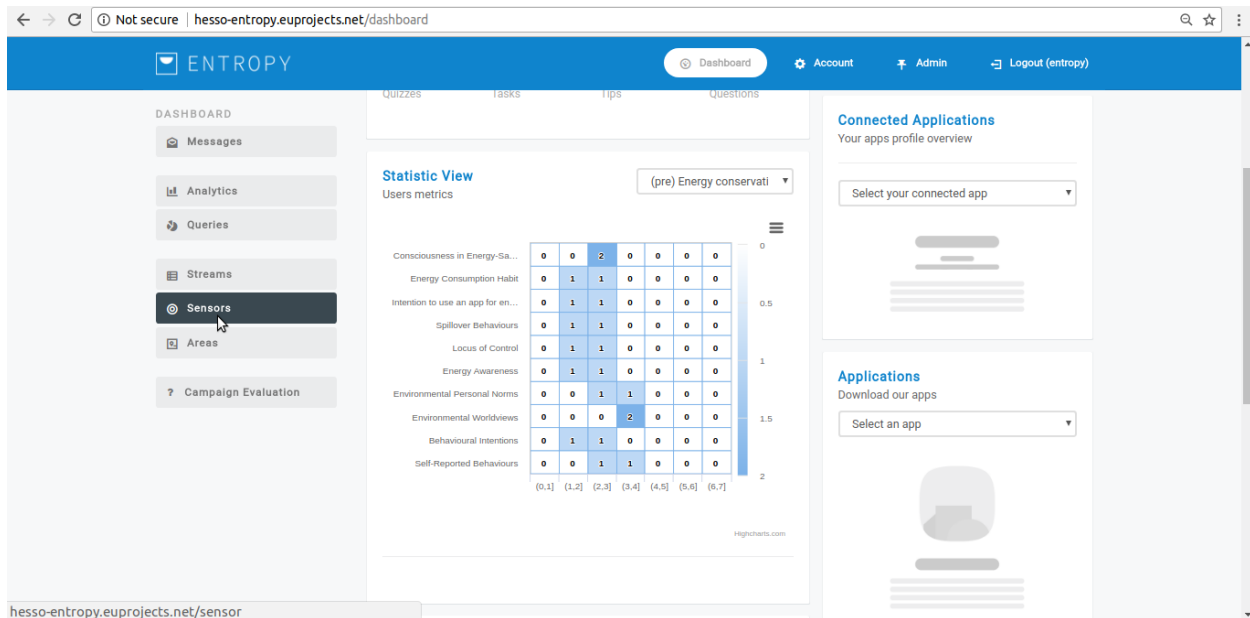 Not secure | hesso-entropy.euprojects.net/dashboard
ENTROPY
Dashboard
Account
Admin
Logout (entropy)
DASHBOARD
Messages
Analytics
Queries
Streams
Sensors
Areas
? Campaign Evaluation
Quizzes Tasks Tips Questions
Statistic View
Users metrics
(pre) Energy conservati
Consciousness in Energy-Sa... 0 0 2 0 0 0 0
Energy Consumption Habit 0 1 1 0 0 0 0
Intention to use an app for en... 0 1 1 0 0 0 0
Spillover Behaviours 0 1 1 0 0 0 0
Locus of Control 0 1 1 0 0 0 0
Energy Awareness 0 1 1 0 0 0 0
Environmental Personal Norms 0 0 1 1 0 0 0
Environmental Worldviews 0 0 0 2 0 0 0
Behavioural Intentions 0 1 1 0 0 0 0
Self-Reported Behaviours 0 0 1 1 0 0 0
(0,1] (1,2] (2,3] (3,4] (4,5] (5,6] (6,7]
0
0.5
1
1.5
2
Highcharts.com
Connected Applications
Your apps profile overview
Select your connected app
Applications
Download our apps
Select an app
hesso-entropy.euprojects.net/sensor